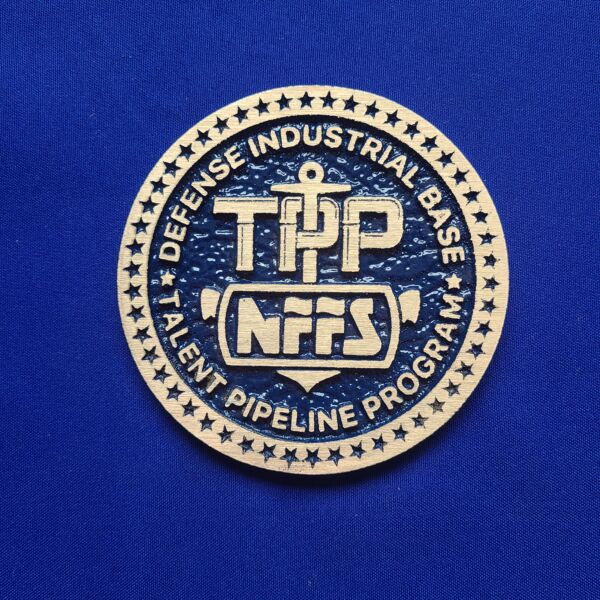 DEFENSE INDUSTRIAL BASE
TPP
NFFS
TALENT PIPELINE PROGRAM